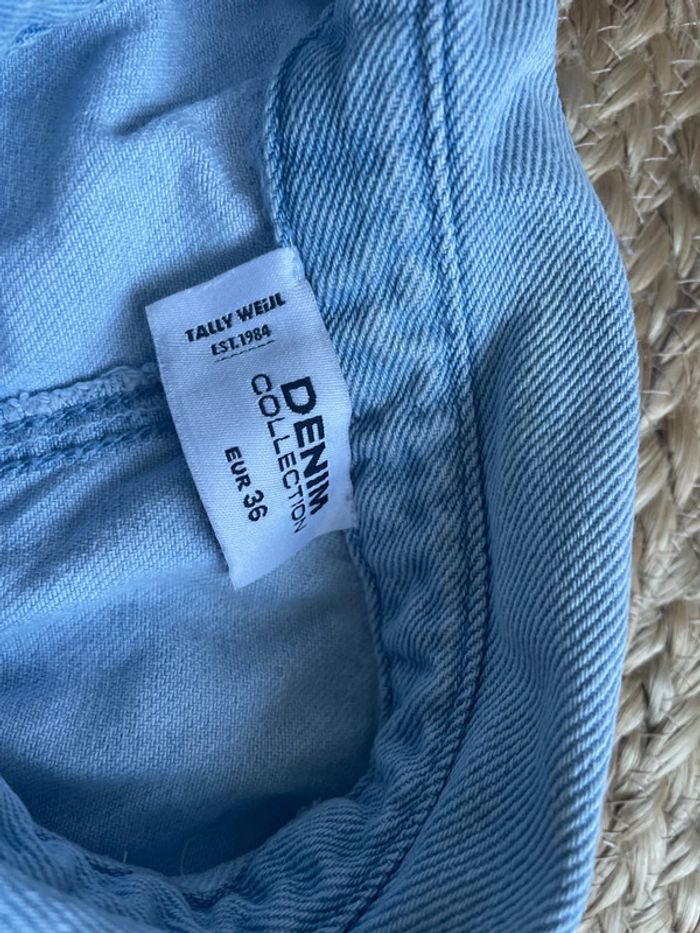 TALLY WEiJL
EST.1984
DENIM
COLLECTION
EUR 36